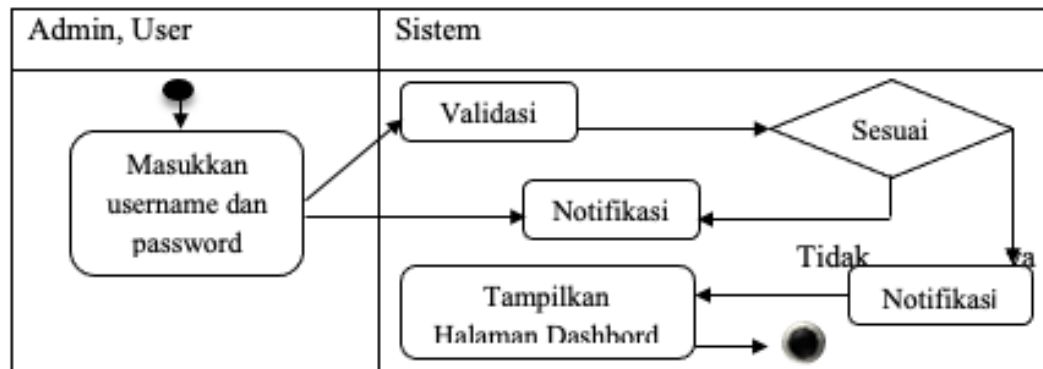 Admin, User
Sistem
Masukkan
username dan
password
Validasi
Sesuai
Notifikasi
Tidak
Notifikasi
Tampilkan
Halaman Dashbord